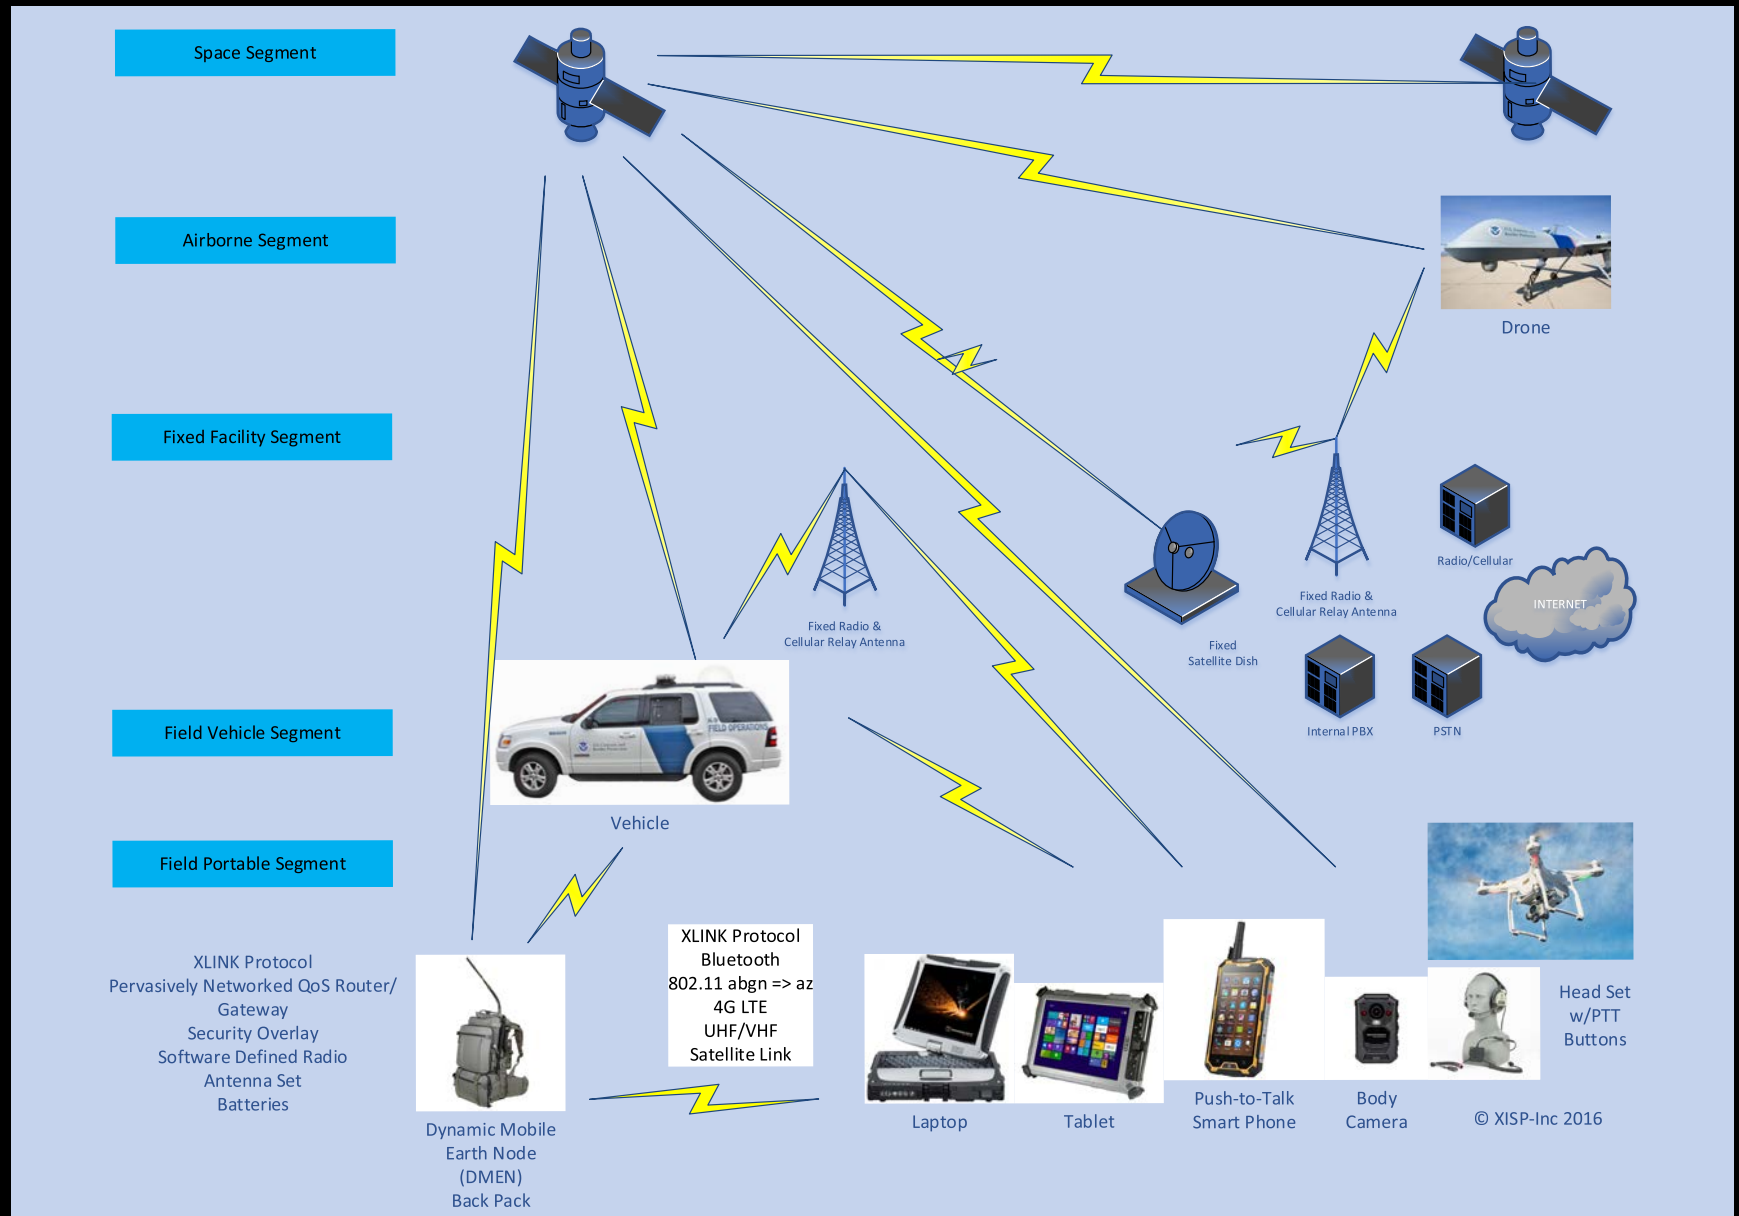 Space Segment
Airborne Segment
Drone
Fixed Facility Segment
Radio/Cellular
INTERNET
Fixed Radio &
Cellular Relay Antenna
Fixed Radio &
Cellular Relay Antenna
Fixed
Satellite Dish
Internal PBX
PSTN
Field Vehicle Segment
FIELD OPERATIONS
Vehicle
Field Portable Segment
XLINK Protocol
Pervasively Networked QoS Router/
Gateway
Security Overlay
Software Defined Radio
Antenna Set
Batteries
XLINK Protocol
Bluetooth
802.11 abgn => az
4G LTE
UHF/VHF
Satellite Link
Dynamic Mobile
Earth Node
(DMEN)
Back Pack
Laptop
Tablet
Push-to-Talk
Smart Phone
Body
Camera
Head Set
w/PTT
Buttons
© XISP-Inc 2016